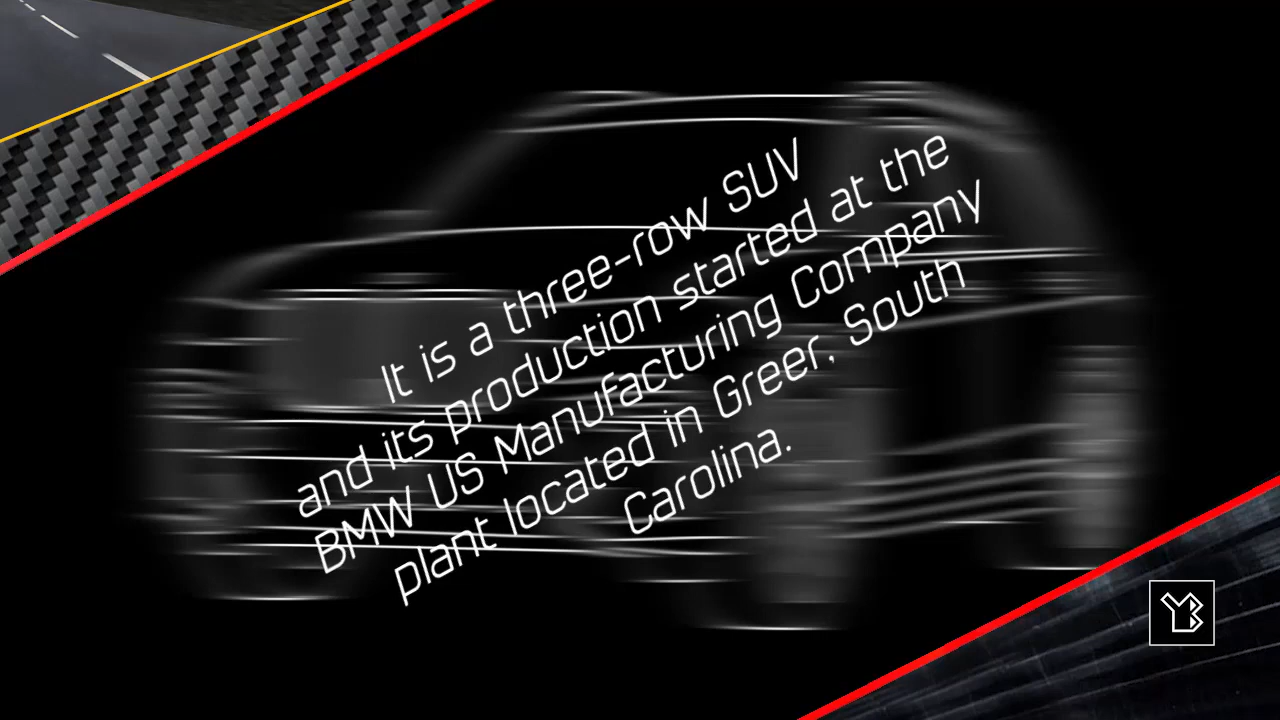 It is a three-row SUV
and its production started at the
BMW US Manufacturing Company
plant located in Greer, South
Carolina.
YB